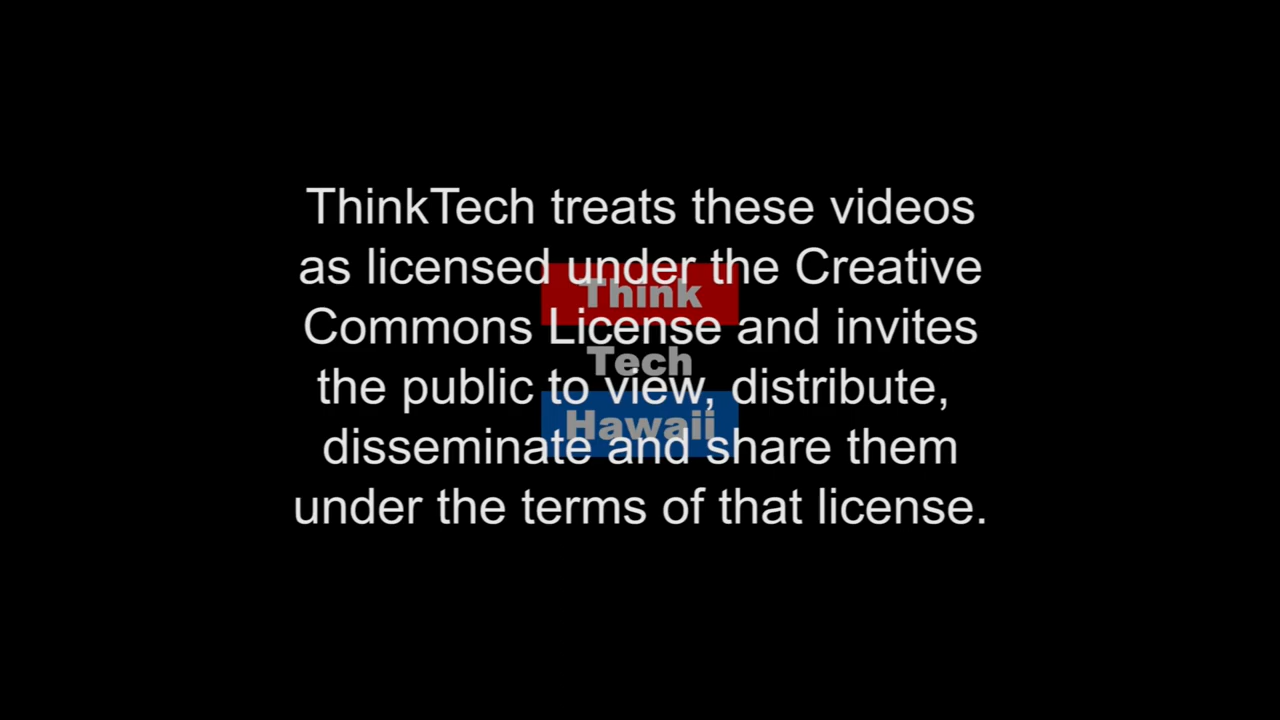 ThinkTech treats these videos
as licensed under the Creative
Think
Commons License and invites
Tech
the public to view, distribute,
Hawaii
disseminate and share them
under the terms of that license.